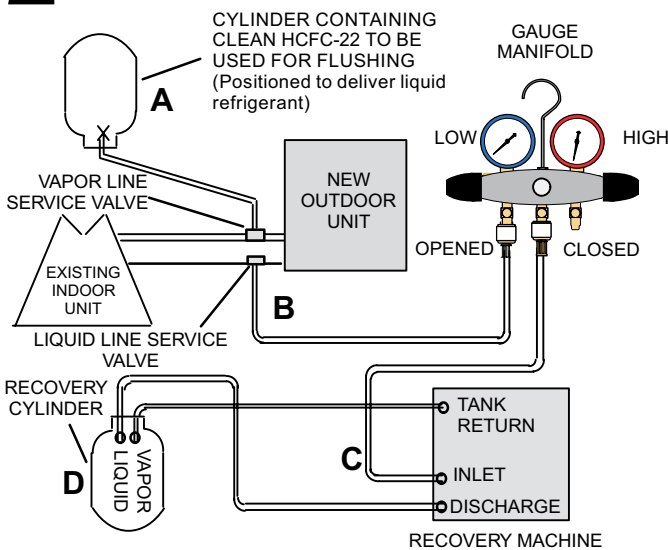 CYLINDER CONTAINING
CLEAN HCFC-22 TO BE
USED FOR FLUSHING
(Positioned to deliver liquid
refrigerant)
A
GAUGE
MANIFOLD
LOW
HIGH
VAPOR LINE
SERVICE VALVE
NEW
OUTDOOR
UNIT
OPENED
CLOSED
EXISTING
INDOOR
UNIT
B
LIQUID LINE SERVICE
VALVE
RECOVERY
CYLINDER
TANK
RETURN
D
LIQUID
VAPOR
C
INLET
DISCHARGE
RECOVERY MACHINE